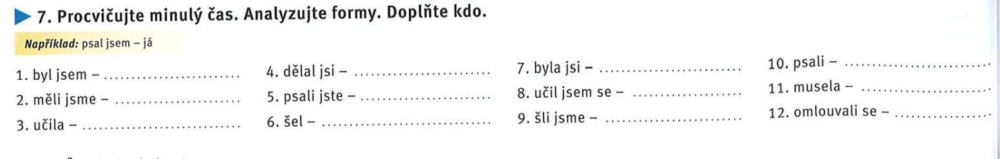 ▶ 7. Procvičujte minulý čas. Analyzujte formy. Doplňte kdo.
Například: psal jsem – já
1. byl jsem – ........................
2. měli jsme – ........................
3. učila – ........................
4. dělal jsi – ........................
5. psali jste – ........................
6. šel – ........................
7. byla jsi – ........................
8. učil jsem se – ........................
9. šli jsme – ........................
10. psali – ........................
11. musela – ........................
12. omlouvali se – ........................